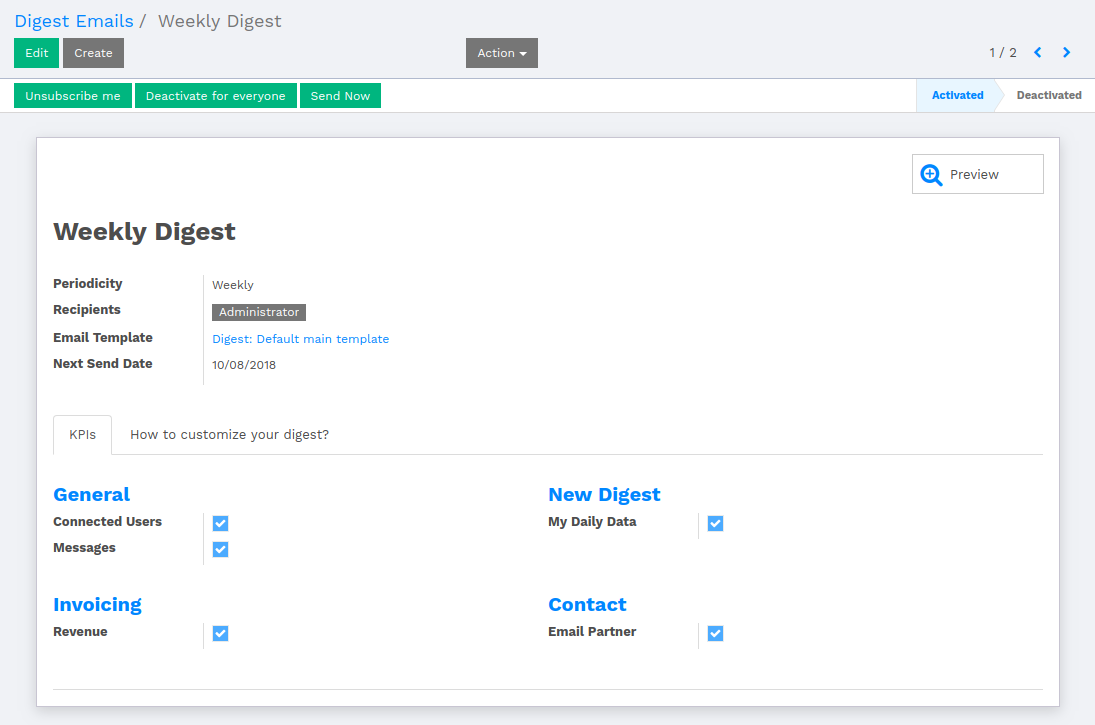 Digest Emails / Weekly Digest
Edit Create Action 1 / 2
Unsubscribe me Deactivate for everyone Send Now Activated Deactivated
Preview
Weekly Digest
Periodicity Weekly
Recipients Administrator
Email Template Digest: Default main template
Next Send Date 10/08/2018
KPIs How to customize your digest?
General New Digest
Connected Users My Daily Data
Messages
Invoicing Contact
Revenue Email Partner